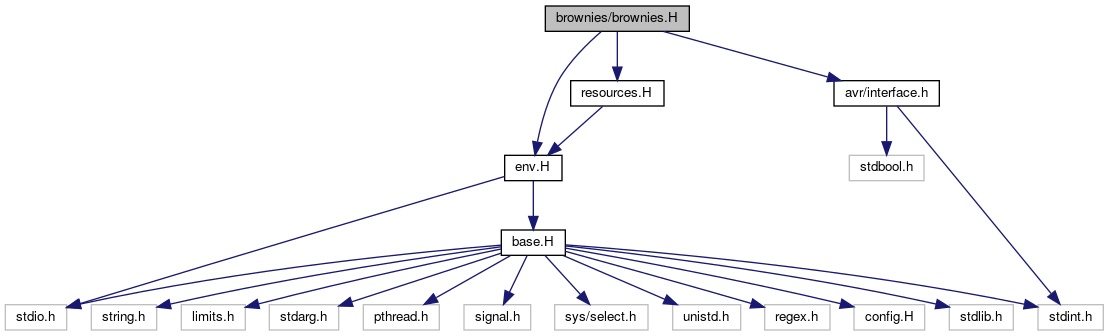 brownies/brownies.H
resources.H
avr/interface.h
env.H
stdbool.h
base.H
stdio.h
string.h
limits.h
stdarg.h
pthread.h
signal.h
sys/select.h
unistd.h
regex.h
config.H
stdlib.h
stdint.h